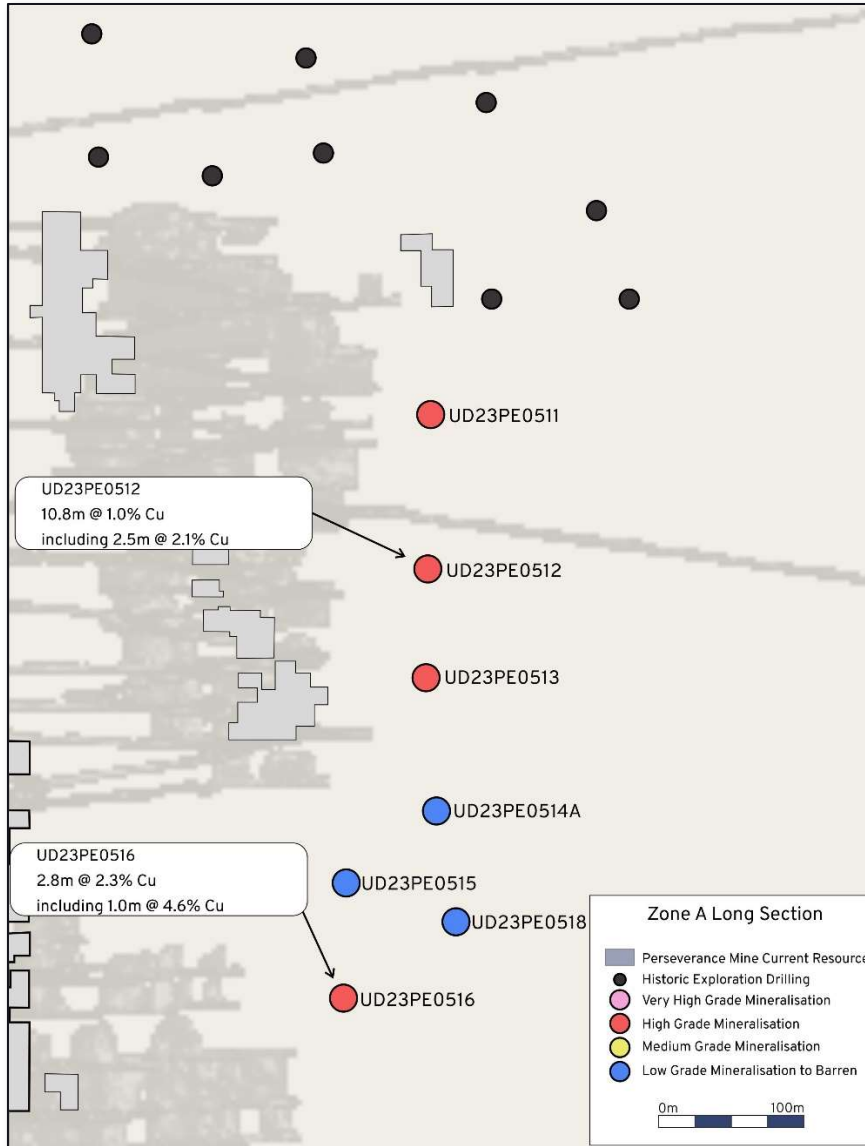 UD23PE0511
UD23PE0512
10.8m @ 1.0% Cu
including 2.5m @ 2.1% Cu
UD23PE0512
UD23PE0513
UD23PE0514A
UD23PE0516
2.8m @ 2.3% Cu
including 1.0m @ 4.6% Cu
UD23PE0515
UD23PE0518
UD23PE0516
Zone A Long Section
Perseverance Mine Current Resource
Historic Exploration Drilling
Very High Grade Mineralisation
High Grade Mineralisation
Medium Grade Mineralisation
Low Grade Mineralisation to Barren
0m 100m